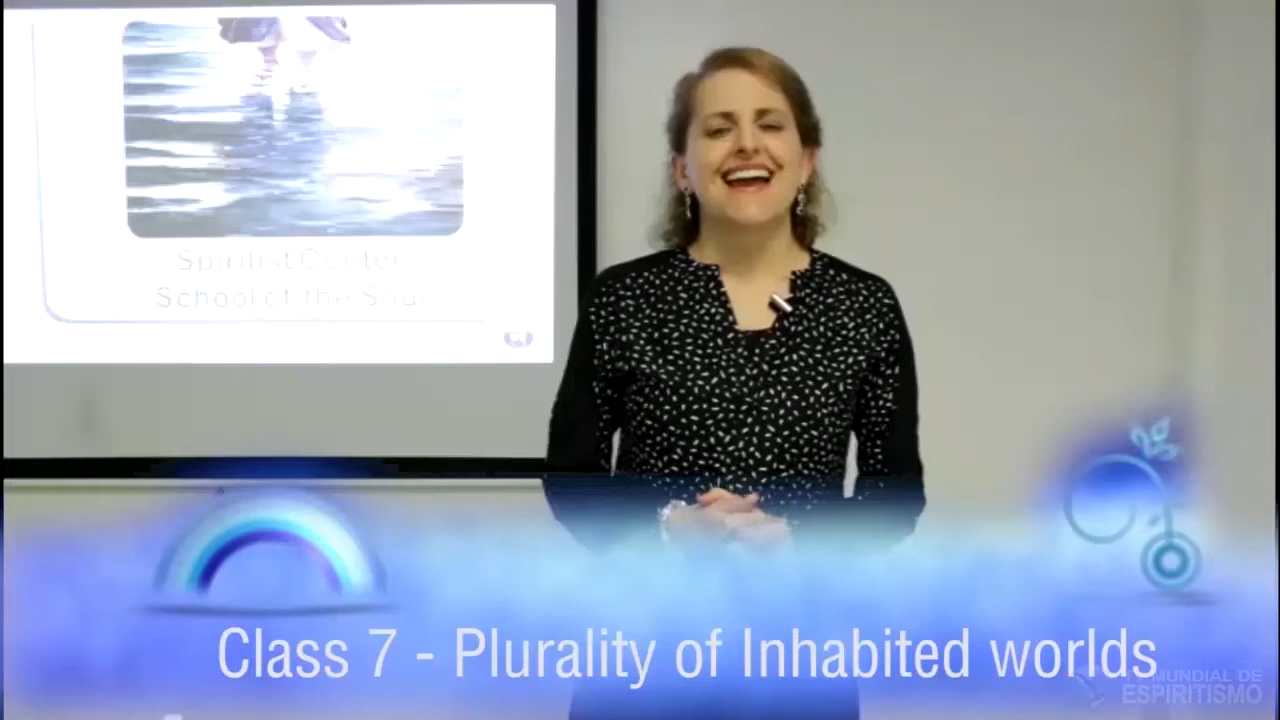 Spiritist Center
School of the Soul
Class 7 - Plurality of Inhabited worlds
MUNDIAL DE
ESPIRITISMO